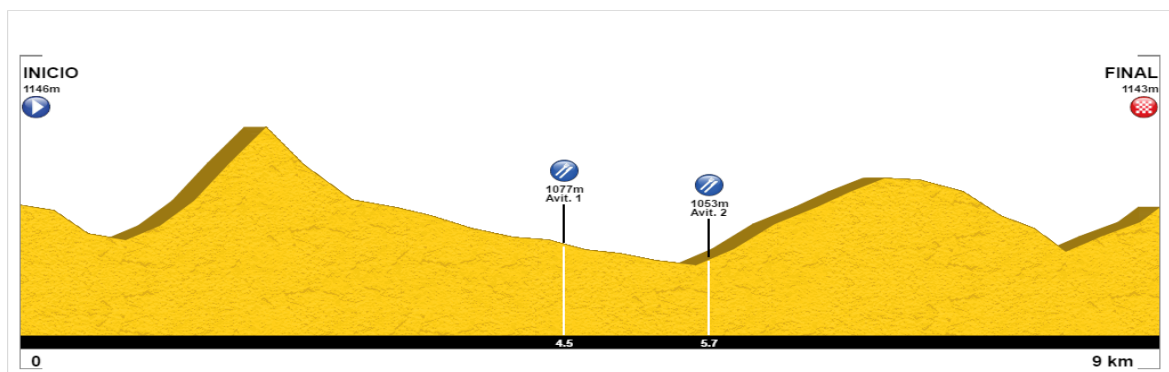 INICIO
1146m
FINAL
1143m
1077m
Avit. 1
1053m
Avit. 2
4.5
5.7
0
9 km